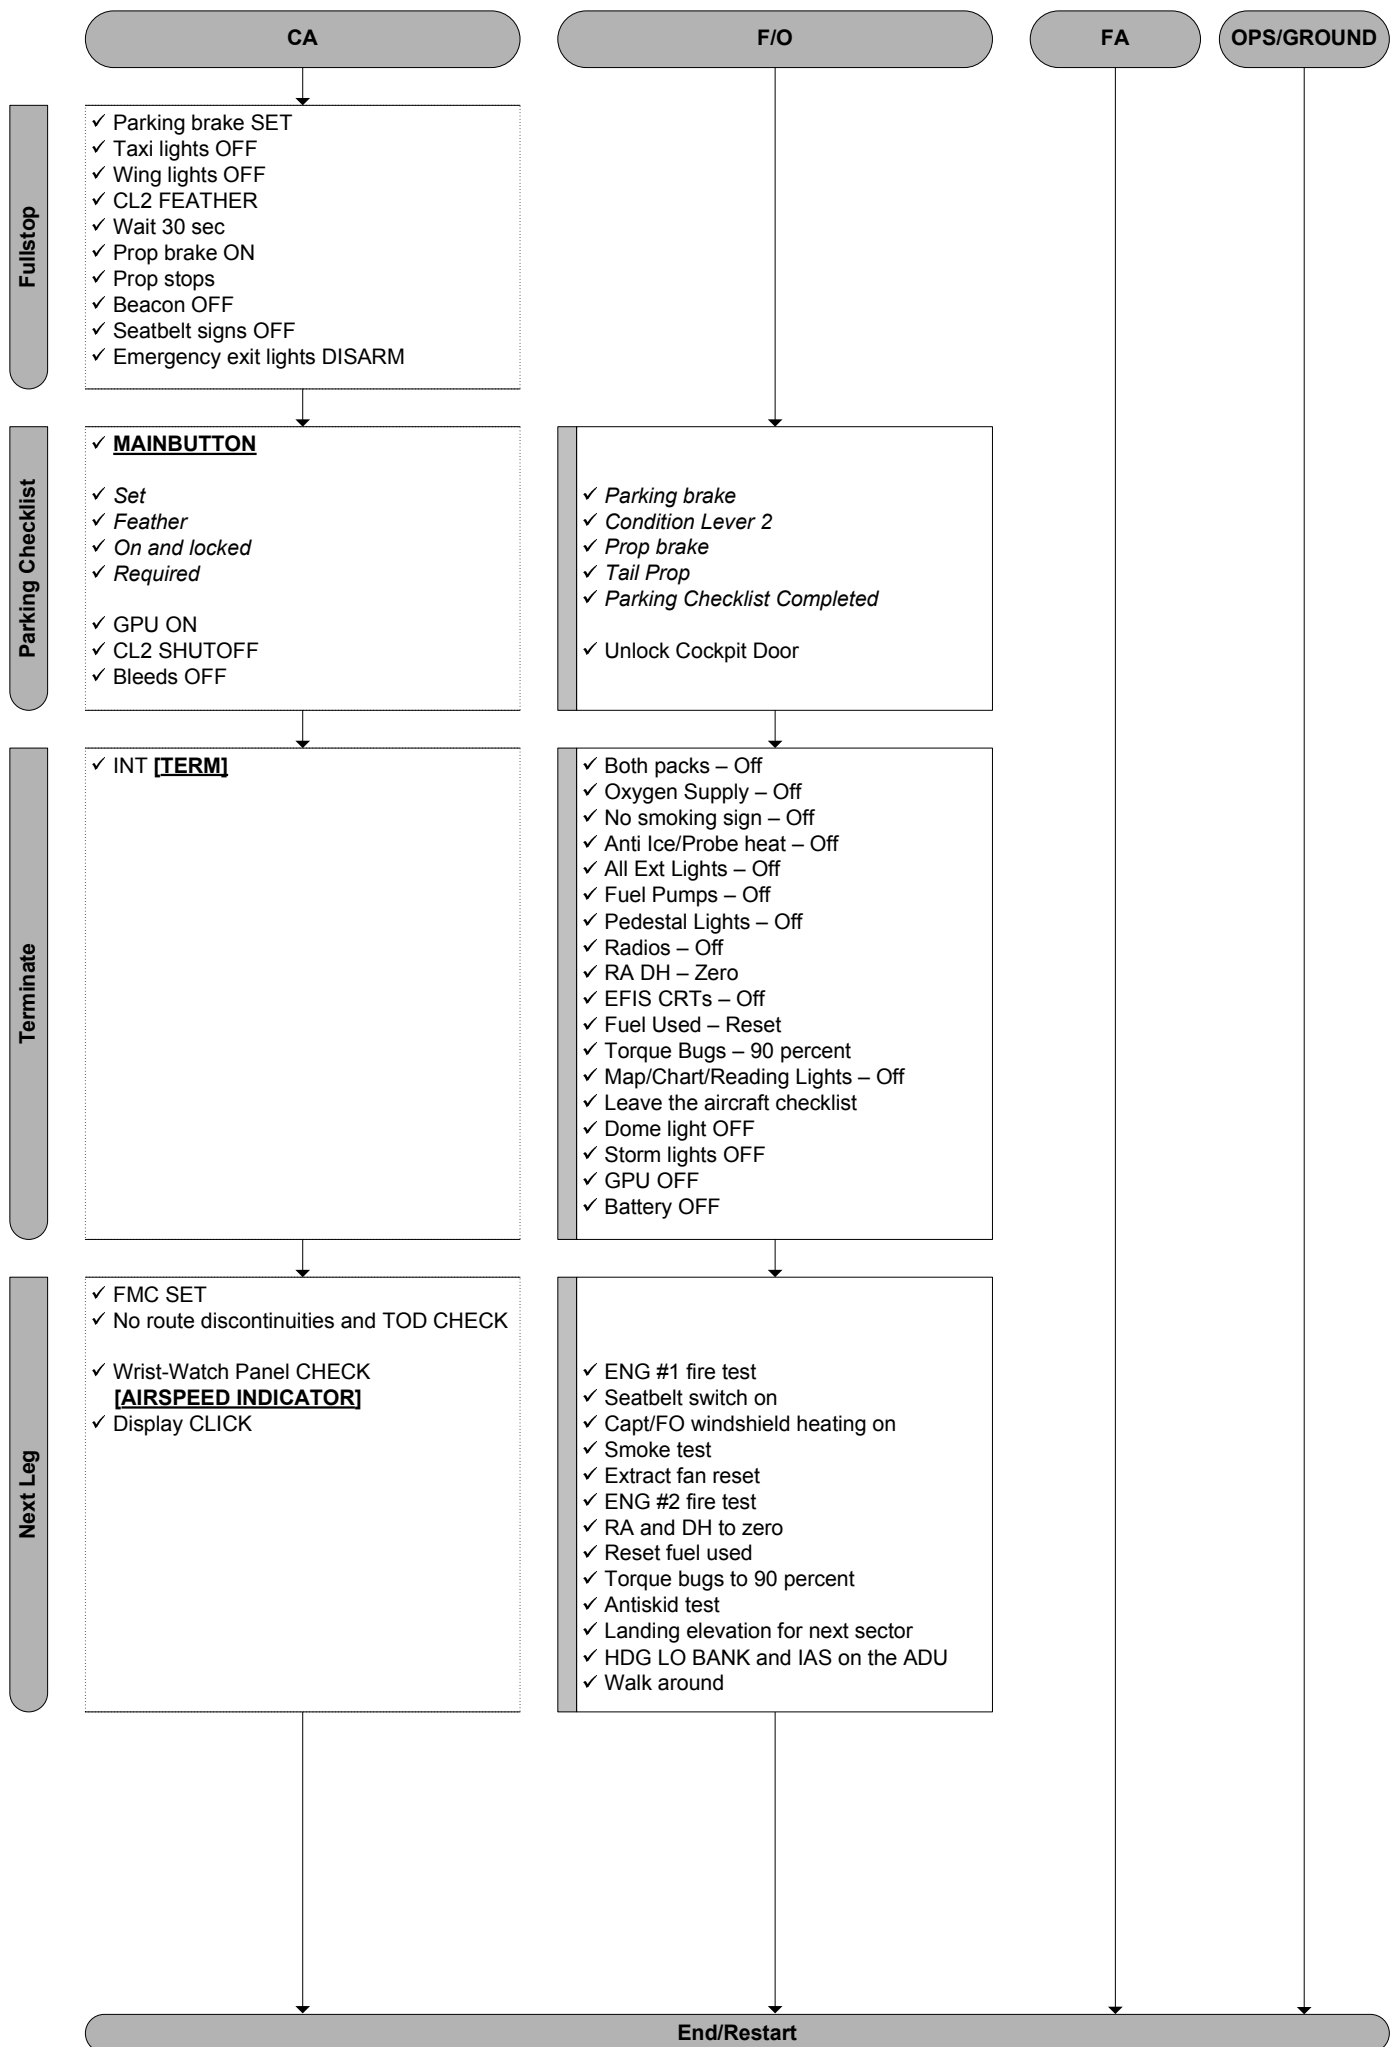 CA
F/O
FA
OPS/GROUND
Fullstop
✓ Parking brake SET
✓ Taxi lights OFF
✓ Wing lights OFF
✓ CL2 FEATHER
✓ Wait 30 sec
✓ Prop brake ON
✓ Prop stops
✓ Beacon OFF
✓ Seatbelt signs OFF
✓ Emergency exit lights DISARM
Parking Checklist
✓ MAINBUTTON
✓ Set
✓ Feather
✓ On and locked
✓ Required
✓ GPU ON
✓ CL2 SHUTOFF
✓ Bleeds OFF
✓ Parking brake
✓ Condition Lever 2
✓ Prop brake
✓ Tail Prop
✓ Parking Checklist Completed
✓ Unlock Cockpit Door
Terminate
✓ INT [TERM]
✓ Both packs – Off
✓ Oxygen Supply – Off
✓ No smoking sign – Off
✓ Anti Ice/Probe heat – Off
✓ All Ext Lights – Off
✓ Fuel Pumps – Off
✓ Pedestal Lights – Off
✓ Radios – Off
✓ RA DH – Zero
✓ EFIS CRTs – Off
✓ Fuel Used – Reset
✓ Torque Bugs – 90 percent
✓ Map/Chart/Reading Lights – Off
✓ Leave the aircraft checklist
✓ Dome light OFF
✓ Storm lights OFF
✓ GPU OFF
✓ Battery OFF
Next Leg
✓ FMC SET
✓ No route discontinuities and TOD CHECK
✓ Wrist-Watch Panel CHECK
[AIRSPEED INDICATOR]
✓ Display CLICK
✓ ENG #1 fire test
✓ Seatbelt switch on
✓ Capt/FO windshield heating on
✓ Smoke test
✓ Extract fan reset
✓ ENG #2 fire test
✓ RA and DH to zero
✓ Reset fuel used
✓ Torque bugs to 90 percent
✓ Antiskid test
✓ Landing elevation for next sector
✓ HDG LO BANK and IAS on the ADU
✓ Walk around
End/Restart